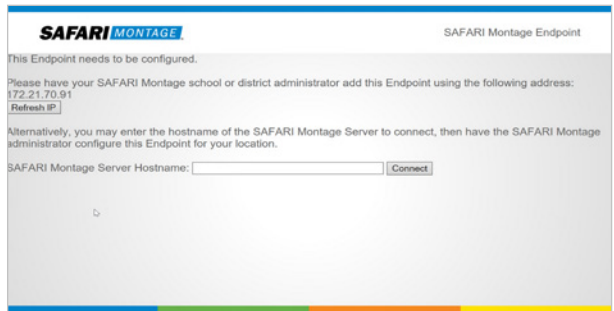 SAFARI MONTAGE
SAFARI Montage Endpoint
This Endpoint needs to be configured.
Please have your SAFARI Montage school or district administrator add this Endpoint using the following address:
172.21.70.91
Refresh IP
Alternatively, you may enter the hostname of the SAFARI Montage Server to connect, then have the SAFARI Montage
administrator configure this Endpoint for your location.
SAFARI Montage Server Hostname: Connect